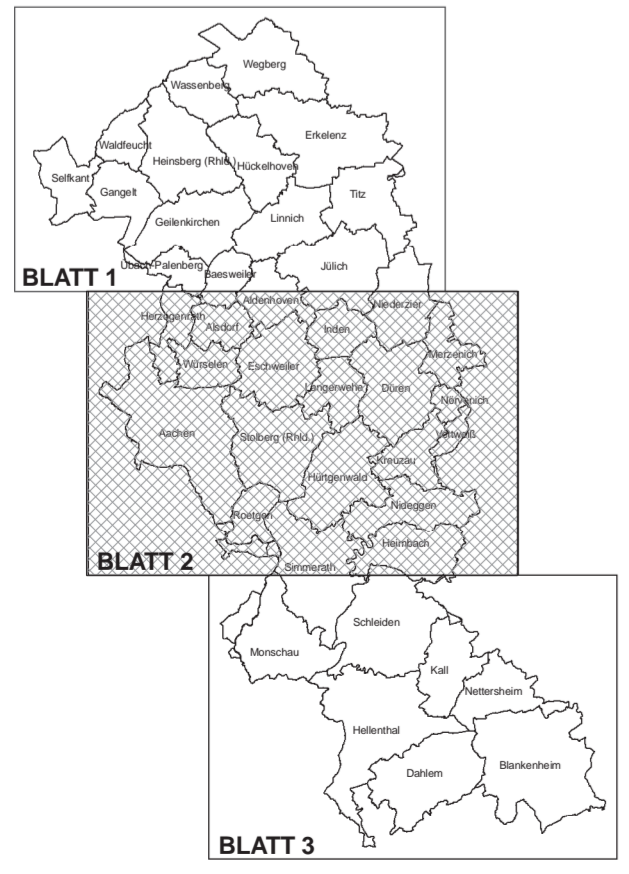 Wegberg
Wassenberg
Erkelenz
Waldfeucht
Heinsberg (Rhld.)
Hückelhoven
Selfkant
Gangelt
Titz
Linnich
Geilenkirchen
Übach-Palenberg
Baesweiler
Jülich
BLATT 1
Aldenhoven
Niederzier
Herzogenrath
Alsdorf
Inden
Merzenich
Würselen
Eschweiler
Langerwehe
Düren
Nörvenich
Aachen
Stolberg (Rhld.)
Vettweiß
Kreuzau
Hürtgenwald
Nideggen
Roetgen
Heimbach
BLATT 2
Simmerath
Schleiden
Monschau
Kall
Nettersheim
Hellenthal
Dahlem
Blankenheim
BLATT 3